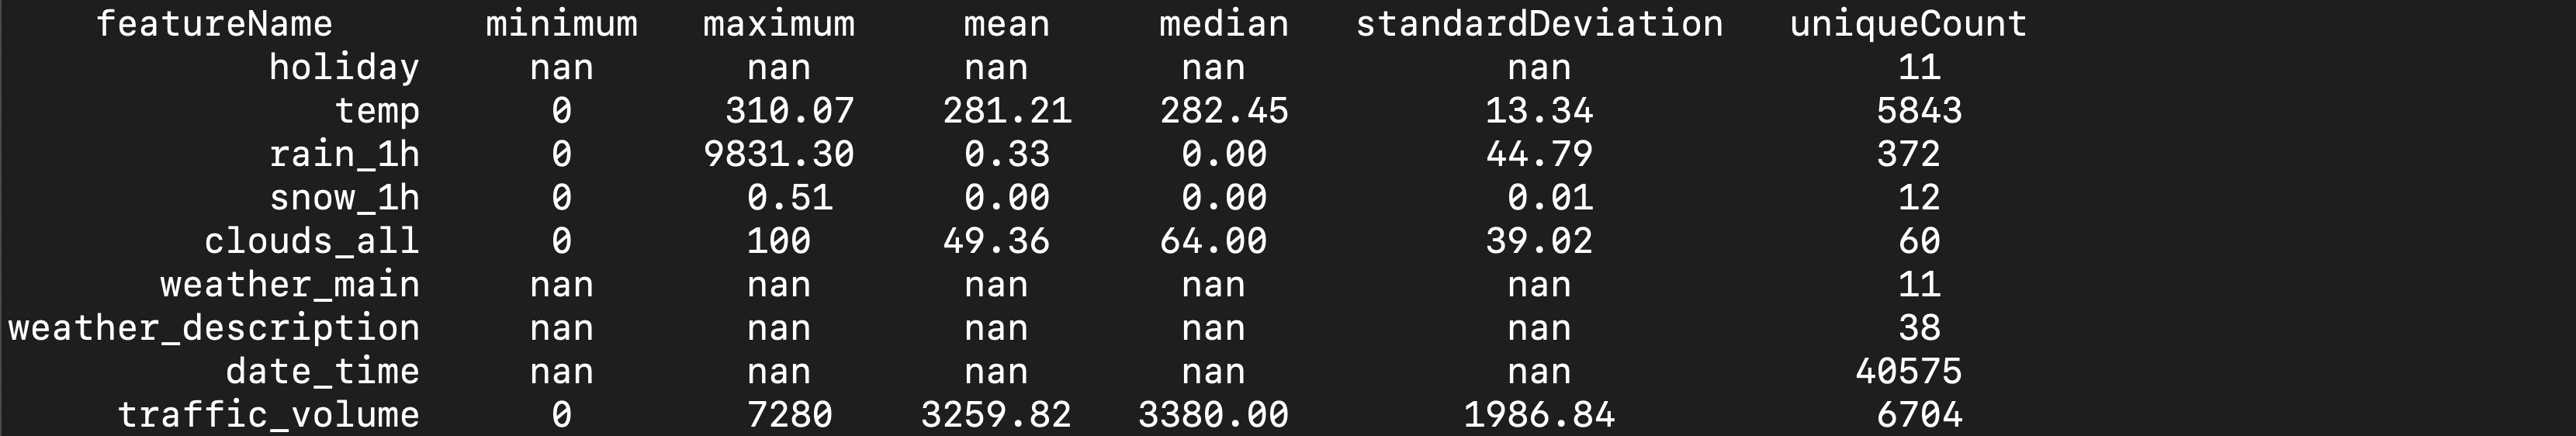 featureName minimum maximum mean median standardDeviation uniqueCount
holiday nan nan nan nan nan 11
temp 0 310.07 281.21 282.45 13.34 5843
rain_1h 0 9831.30 0.33 0.00 44.79 372
snow_1h 0 0.51 0.00 0.00 0.01 12
clouds_all 0 100 49.36 64.00 39.02 60
weather_main nan nan nan nan nan 11
weather_description nan nan nan nan nan 38
date_time nan nan nan nan nan 40575
traffic_volume 0 7280 3259.82 3380.00 1986.84 6704